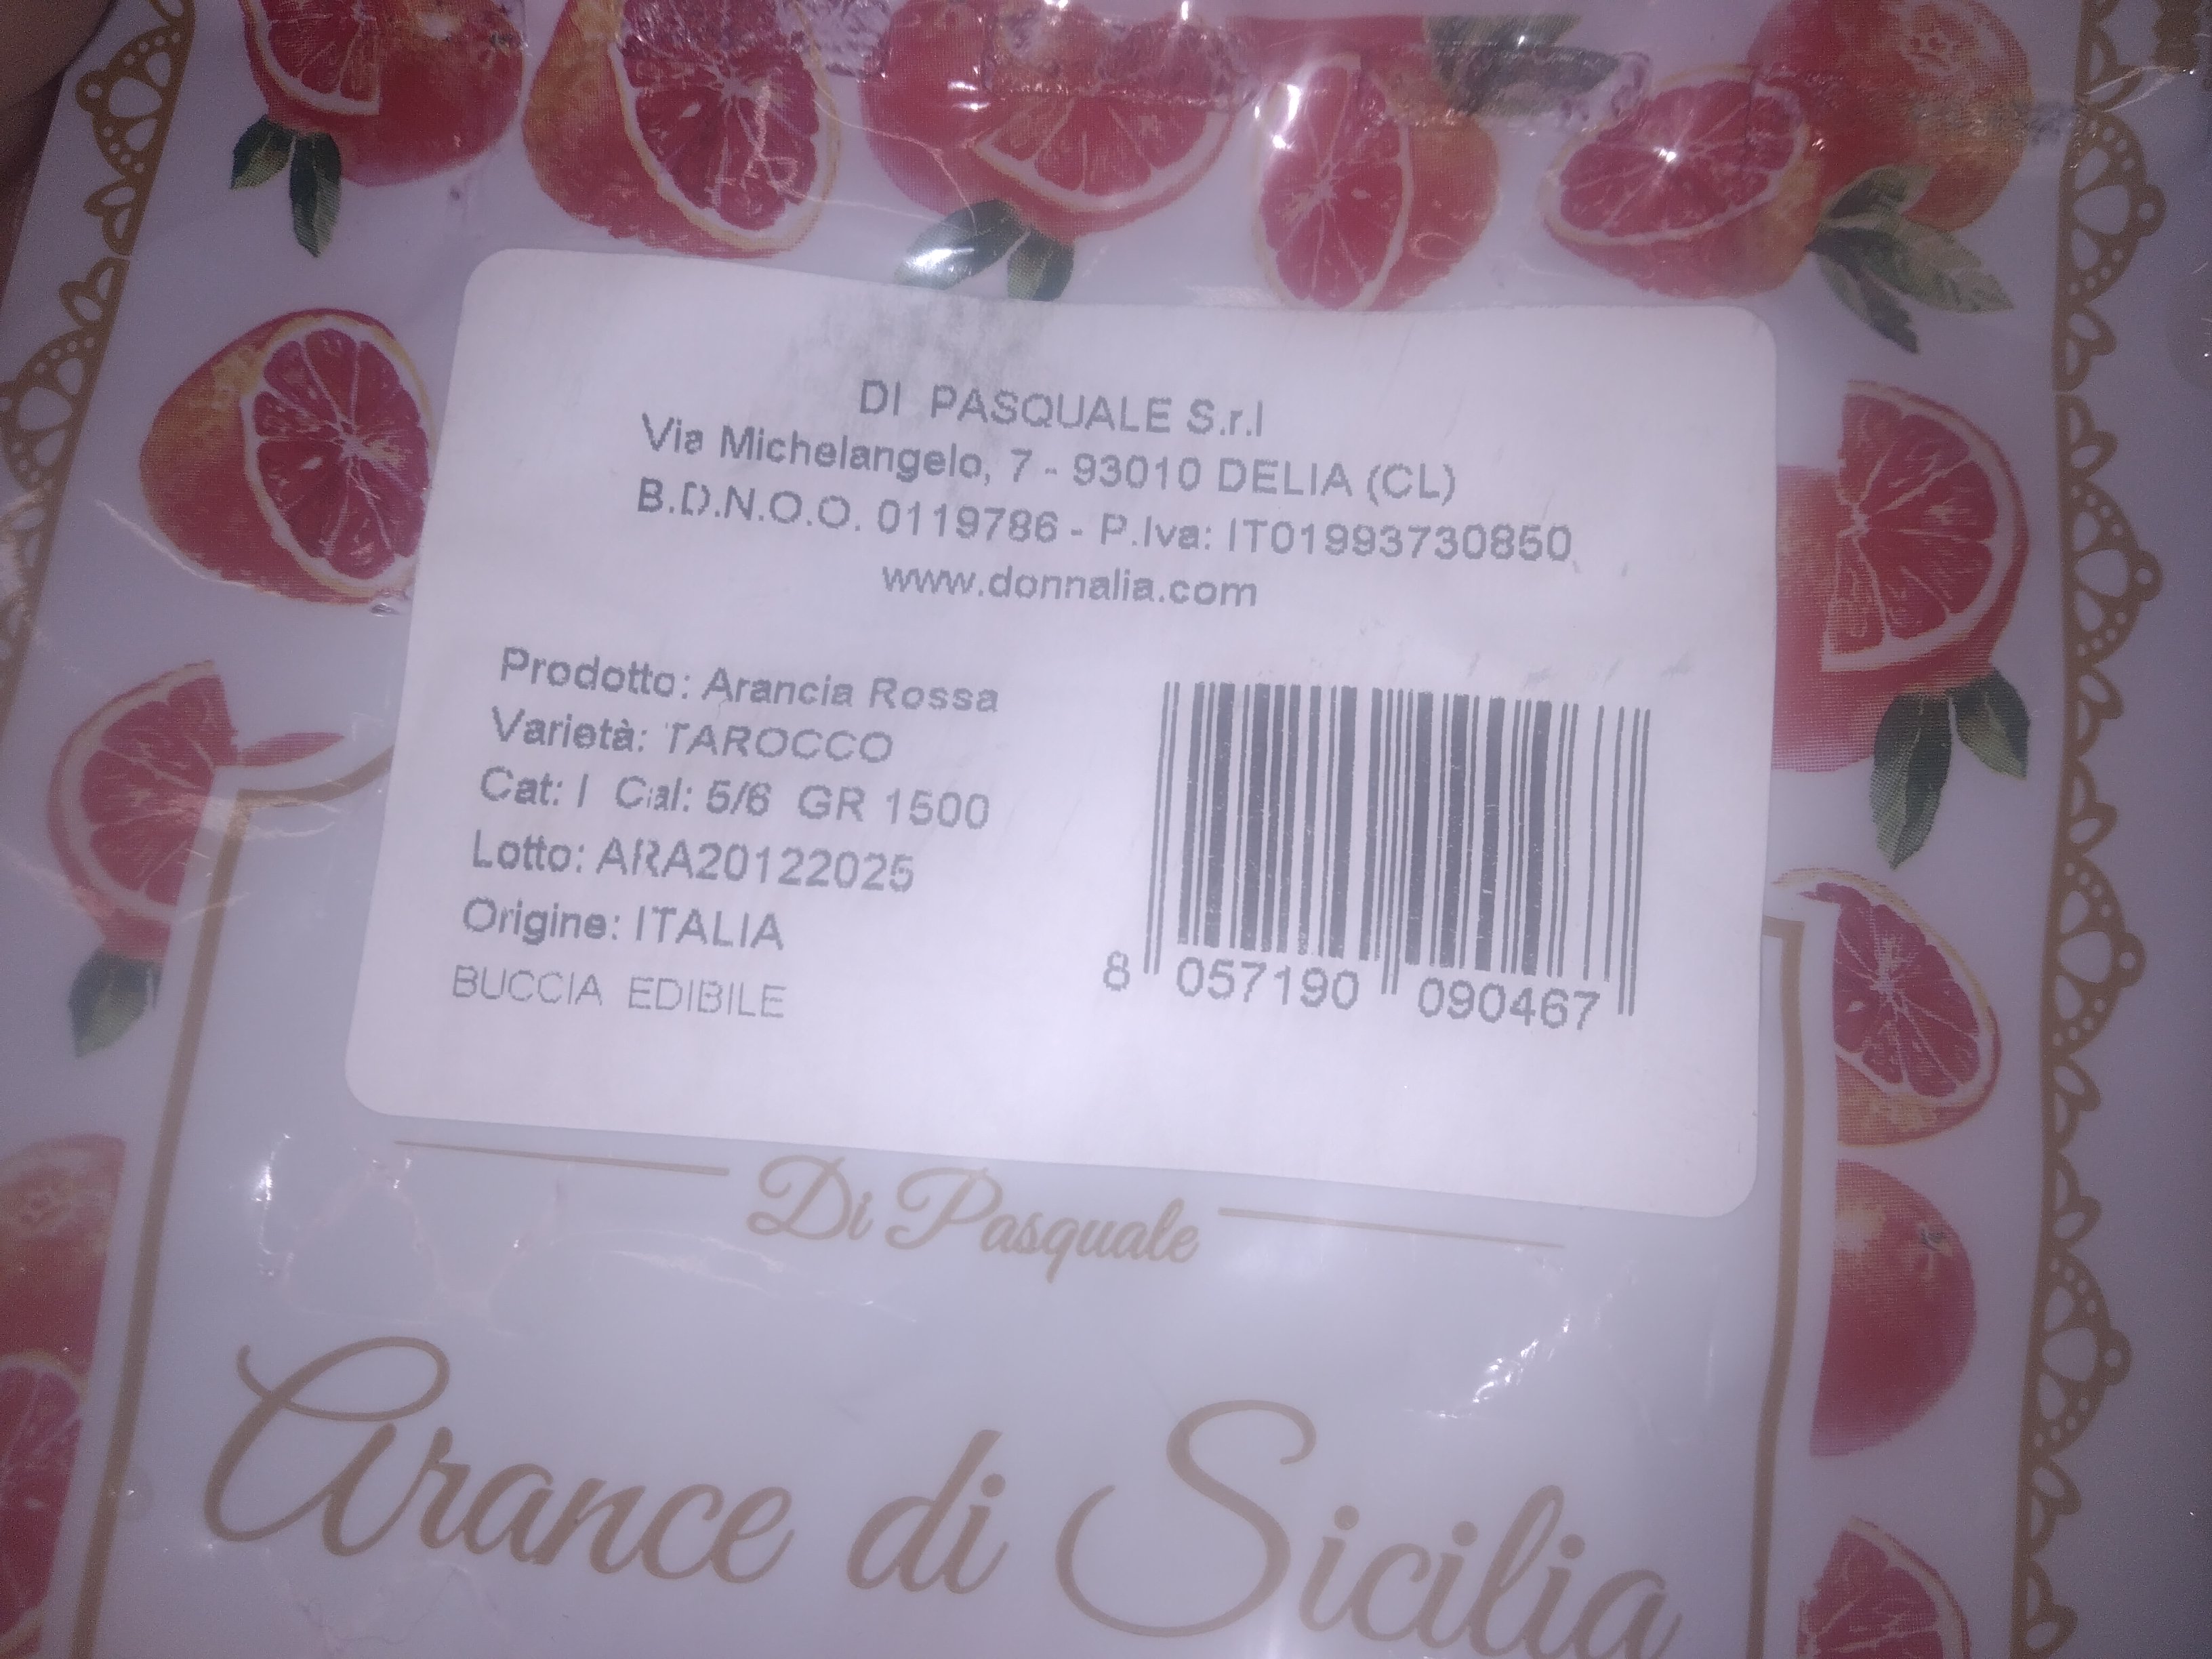 DI PASQUALE S.r.l
Via Michelangelo, 7 - 93010 DELIA (CL)
B.D.N.O.O. 0119786 - P.Iva: IT01993730850
www.donnalia.com
Prodotto: Arancia Rossa
Varietà: TAROCCO
Cat: I Cal: 5/6 GR 1500
Lotto: ARA20122025
Origine: ITALIA
BUCCIA EDIBILE
8 057190 090467
Di Pasquale
Arance di Sicilia